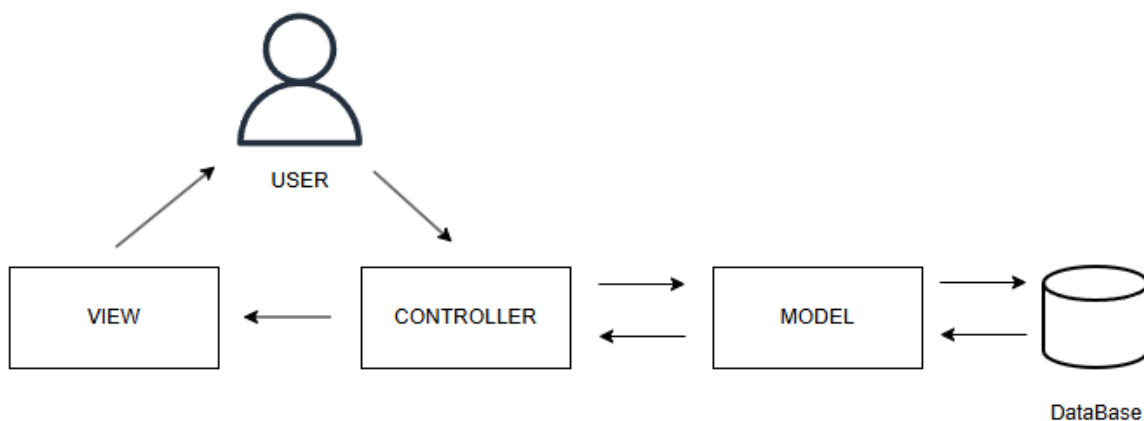 USER
VIEW
CONTROLLER
MODEL
DataBase